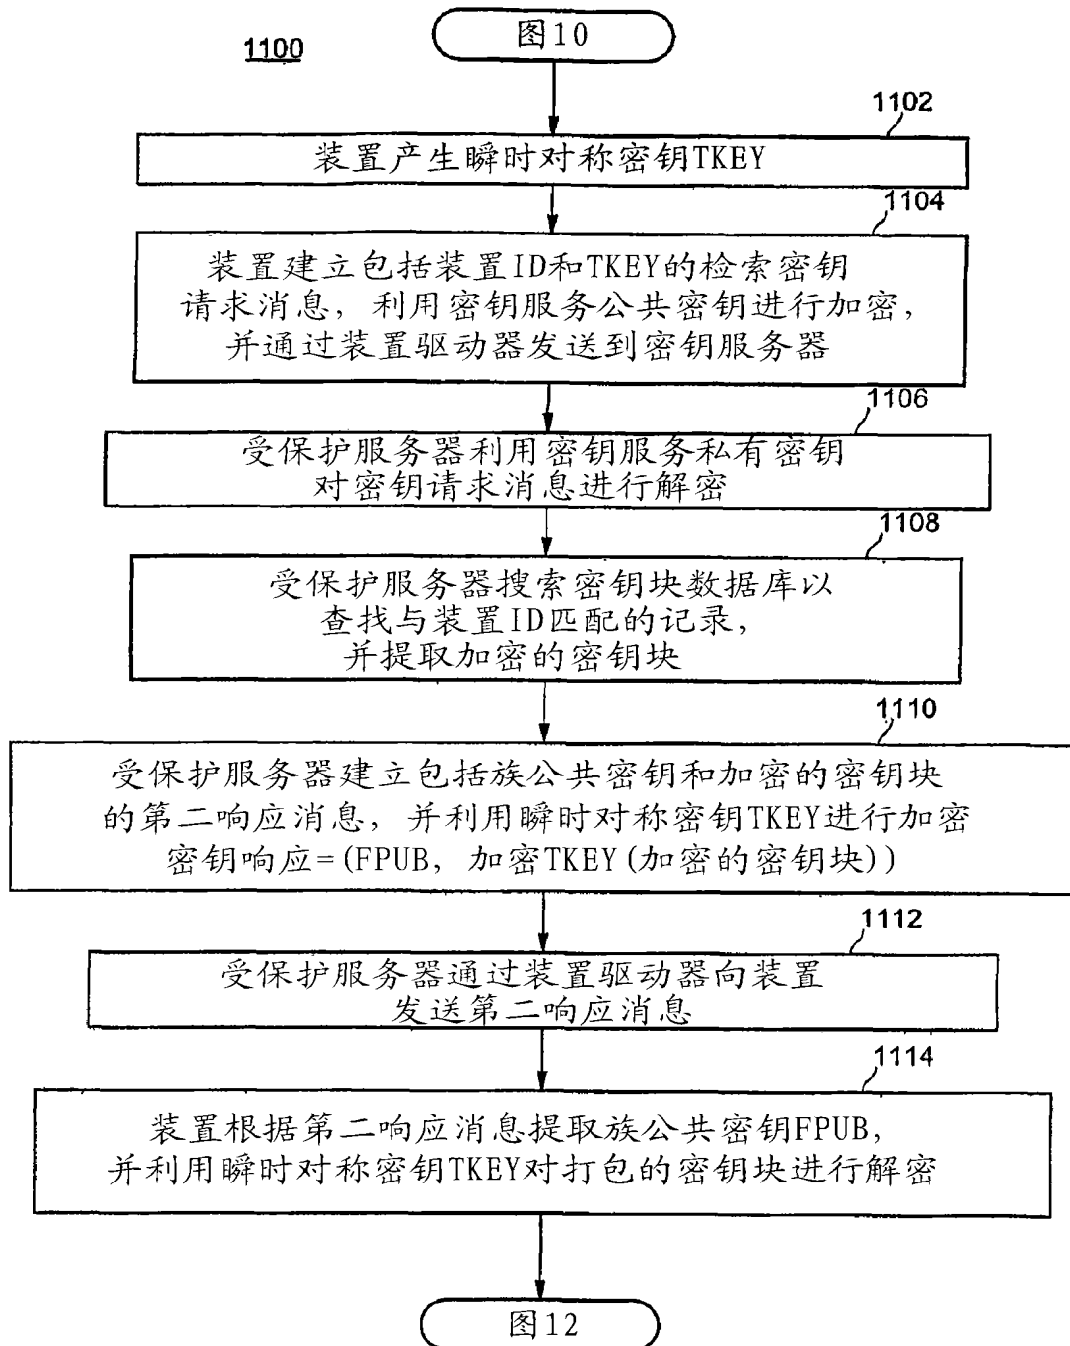 图10
1100
1102
装置产生瞬时对称密钥TKEY
1104
装置建立包括装置ID和TKEY的检索密钥
请求消息，利用密钥服务公共密钥进行加密，
并通过装置驱动器发送到密钥服务器
1106
受保护服务器利用密钥服务私有密钥
对密钥请求消息进行解密
1108
受保护服务器搜索密钥块数据库以
查找与装置ID匹配的记录，
并提取加密的密钥块
1110
受保护服务器建立包括族公共密钥和加密的密钥块
的第二响应消息，并利用瞬时对称密钥TKEY进行加密
密钥响应=(FPUB，加密TKEY(加密的密钥块))
1112
受保护服务器通过装置驱动器向装置
发送第二响应消息
1114
装置根据第二响应消息提取族公共密钥FPUB，
并利用瞬时对称密钥TKEY对打包的密钥块进行解密
图12